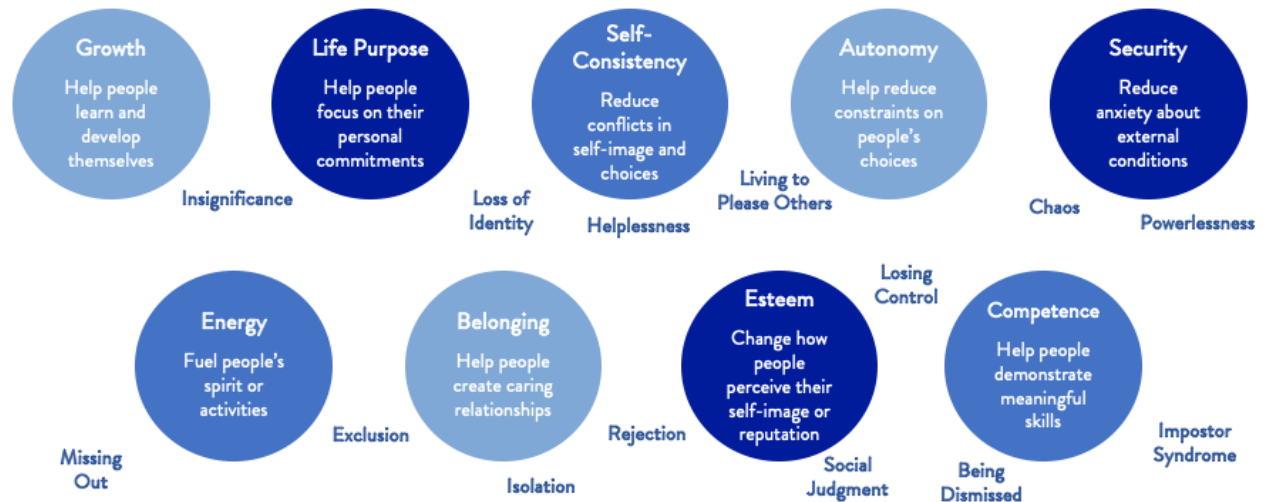 Growth
Help people
learn and
develop
themselves
Life Purpose
Help people
focus on their
personal
commitments
Self-
Consistency
Reduce
conflicts in
self-image and
choices
Autonomy
Help reduce
constraints on
people's
choices
Security
Reduce
anxiety about
external
conditions
Insignificance
Loss of
Identity
Helplessness
Living to
Please Others
Chaos
Powerlessness
Energy
Fuel people's
spirit or
activities
Belonging
Help people
create caring
relationships
Esteem
Change how
people
perceive their
self-image or
reputation
Losing
Control
Competence
Help people
demonstrate
meaningful
skills
Missing
Out
Exclusion
Isolation
Rejection
Social
Judgment
Being
Dismissed
Impostor
Syndrome